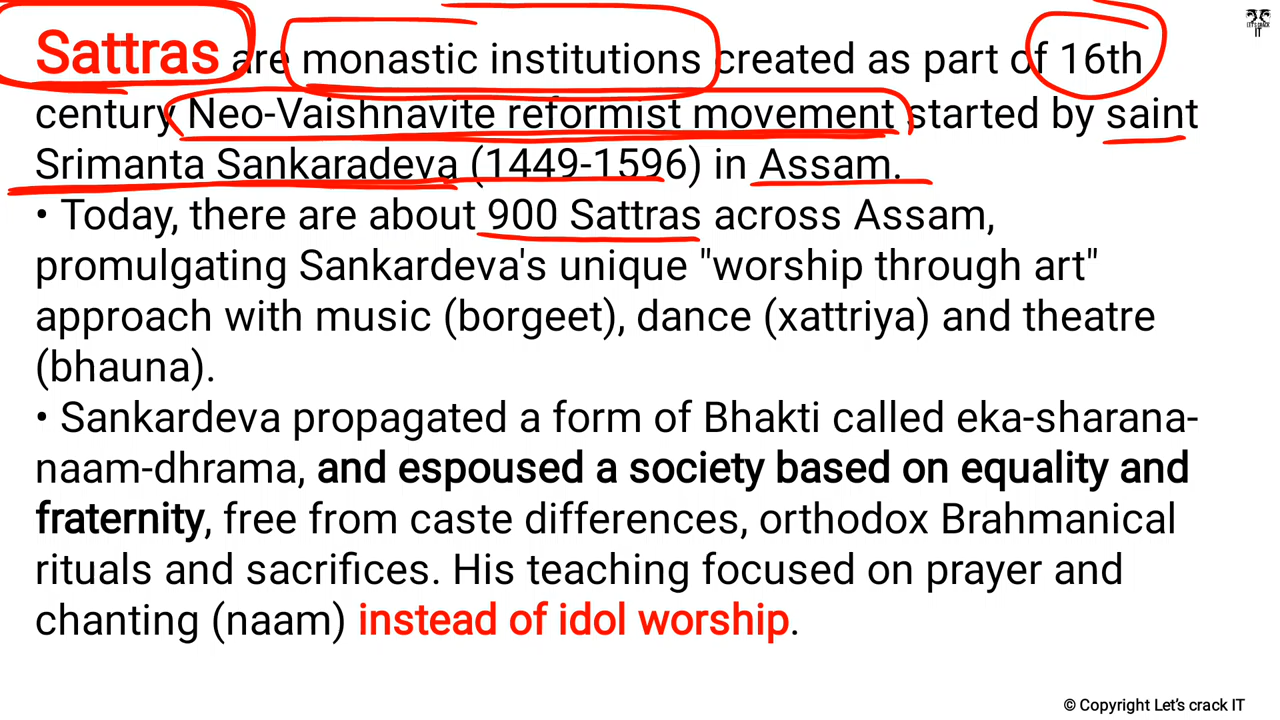 LET'S CRACK
IT
Sattras are monastic institutions created as part of 16th
century Neo-Vaishnavite reformist movement started by saint
Srimanta Sankaradeva (1449-1596) in Assam.
• Today, there are about 900 Sattras across Assam,
promulgating Sankardeva's unique "worship through art"
approach with music (borgeet), dance (xattriya) and theatre
(bhauna).
• Sankardeva propagated a form of Bhakti called eka-sharana-
naam-dhrama, and espoused a society based on equality and
fraternity, free from caste differences, orthodox Brahmanical
rituals and sacrifices. His teaching focused on prayer and
chanting (naam) instead of idol worship.
© Copyright Let's crack IT